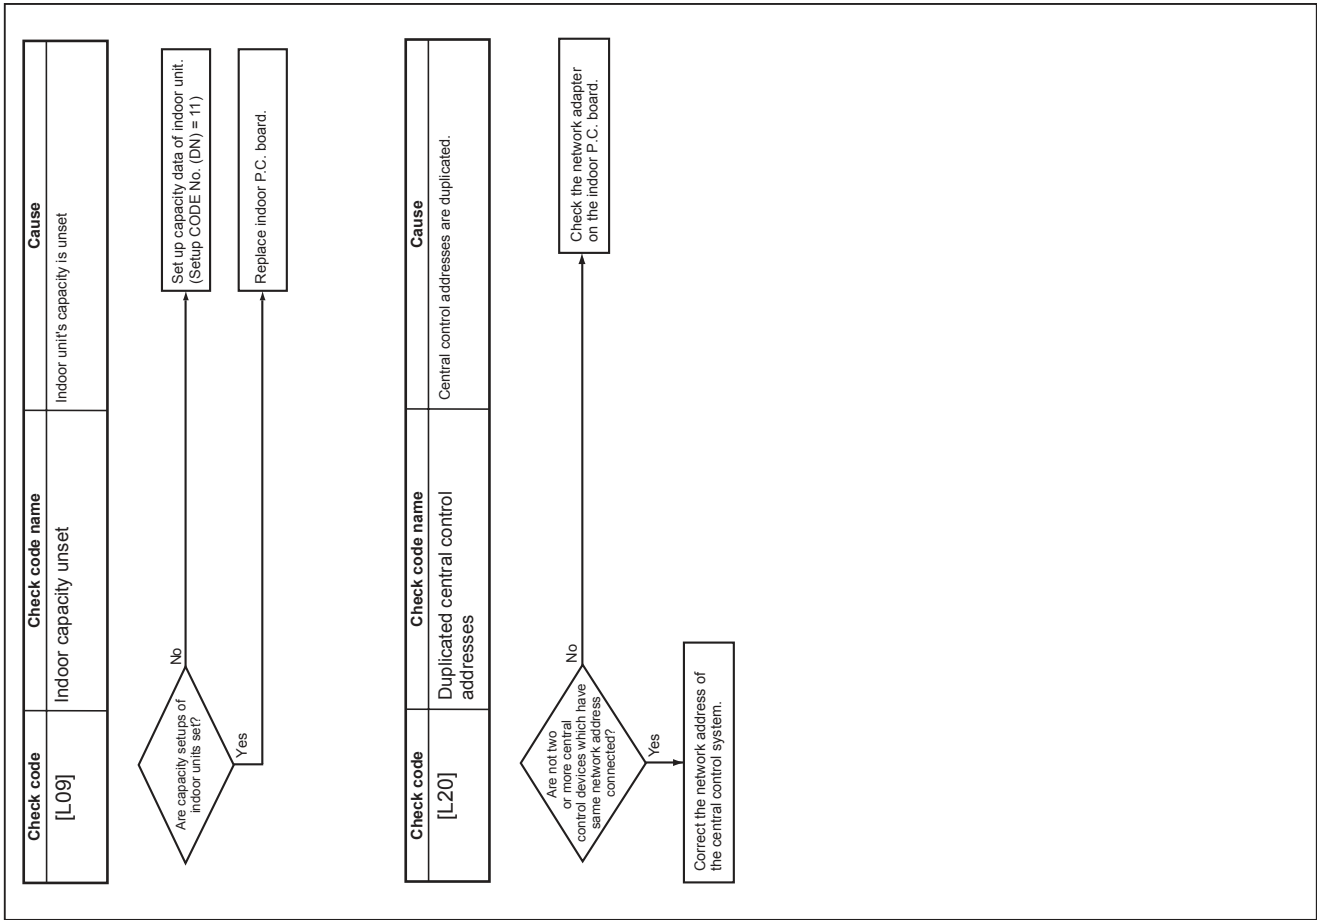 Check code
Check code name
Cause
[L09]
Indoor capacity unset
Indoor unit's capacity is unset
Are capacity setups of
indoor units set?
No
Set up capacity data of indoor unit.
(Setup CODE No. (DN) = 11)
Yes
Replace indoor P.C. board.
Check code
Check code name
Cause
[L20]
Duplicated central control
addresses
Central control addresses are duplicated.
Are not two
or more central
control devices which have
same network address
connected?
No
Check the network adapter
on the indoor P.C. board.
Yes
Correct the network address of
the central control system.